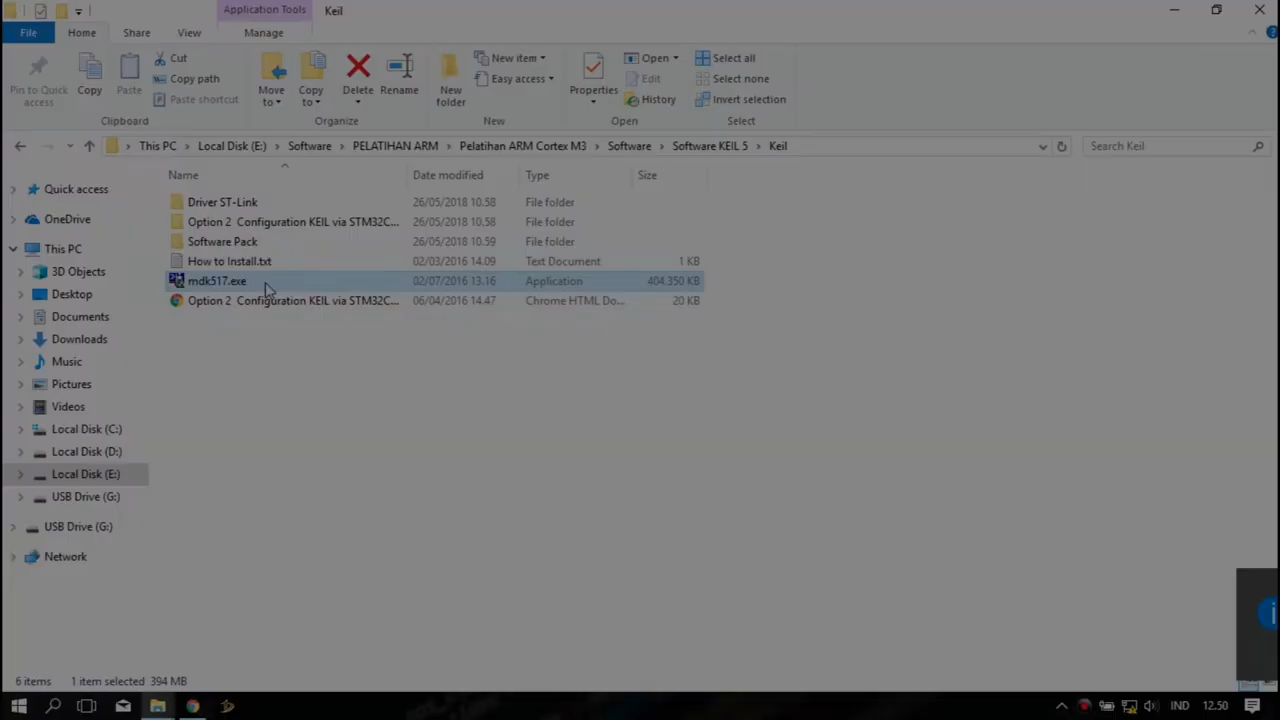 Application Tools
Keil
File
Home
Share
View
Manage
Pin to Quick access
Copy
Paste
Cut
Copy path
Paste shortcut
Clipboard
Move to
Copy to
Delete
Rename
Organize
New folder
New item
Easy access
New
Properties
Open
Edit
History
Open
Select all
Select none
Invert selection
Select
This PC > Local Disk (E:) > Software > PELATIHAN ARM > Pelatihan ARM Cortex M3 > Software > Software KEIL 5 > Keil
Search Keil
Name Date modified Type Size
Driver ST-Link 26/05/2018 10.58 File folder
Option 2 Configuration KEIL via STM32C... 26/05/2018 10.58 File folder
Software Pack 26/05/2018 10.59 File folder
How to Install.txt 02/03/2016 14.09 Text Document 1 KB
mdk517.exe 02/07/2016 13.16 Application 404.350 KB
Option 2 Configuration KEIL via STM32C... 06/04/2016 14.47 Chrome HTML Do... 20 KB
Quick access
OneDrive
This PC
3D Objects
Desktop
Documents
Downloads
Music
Pictures
Videos
Local Disk (C:)
Local Disk (D:)
Local Disk (E:)
USB Drive (G:)
USB Drive (G:)
Network
6 items 1 item selected 394 MB
IND 12.50